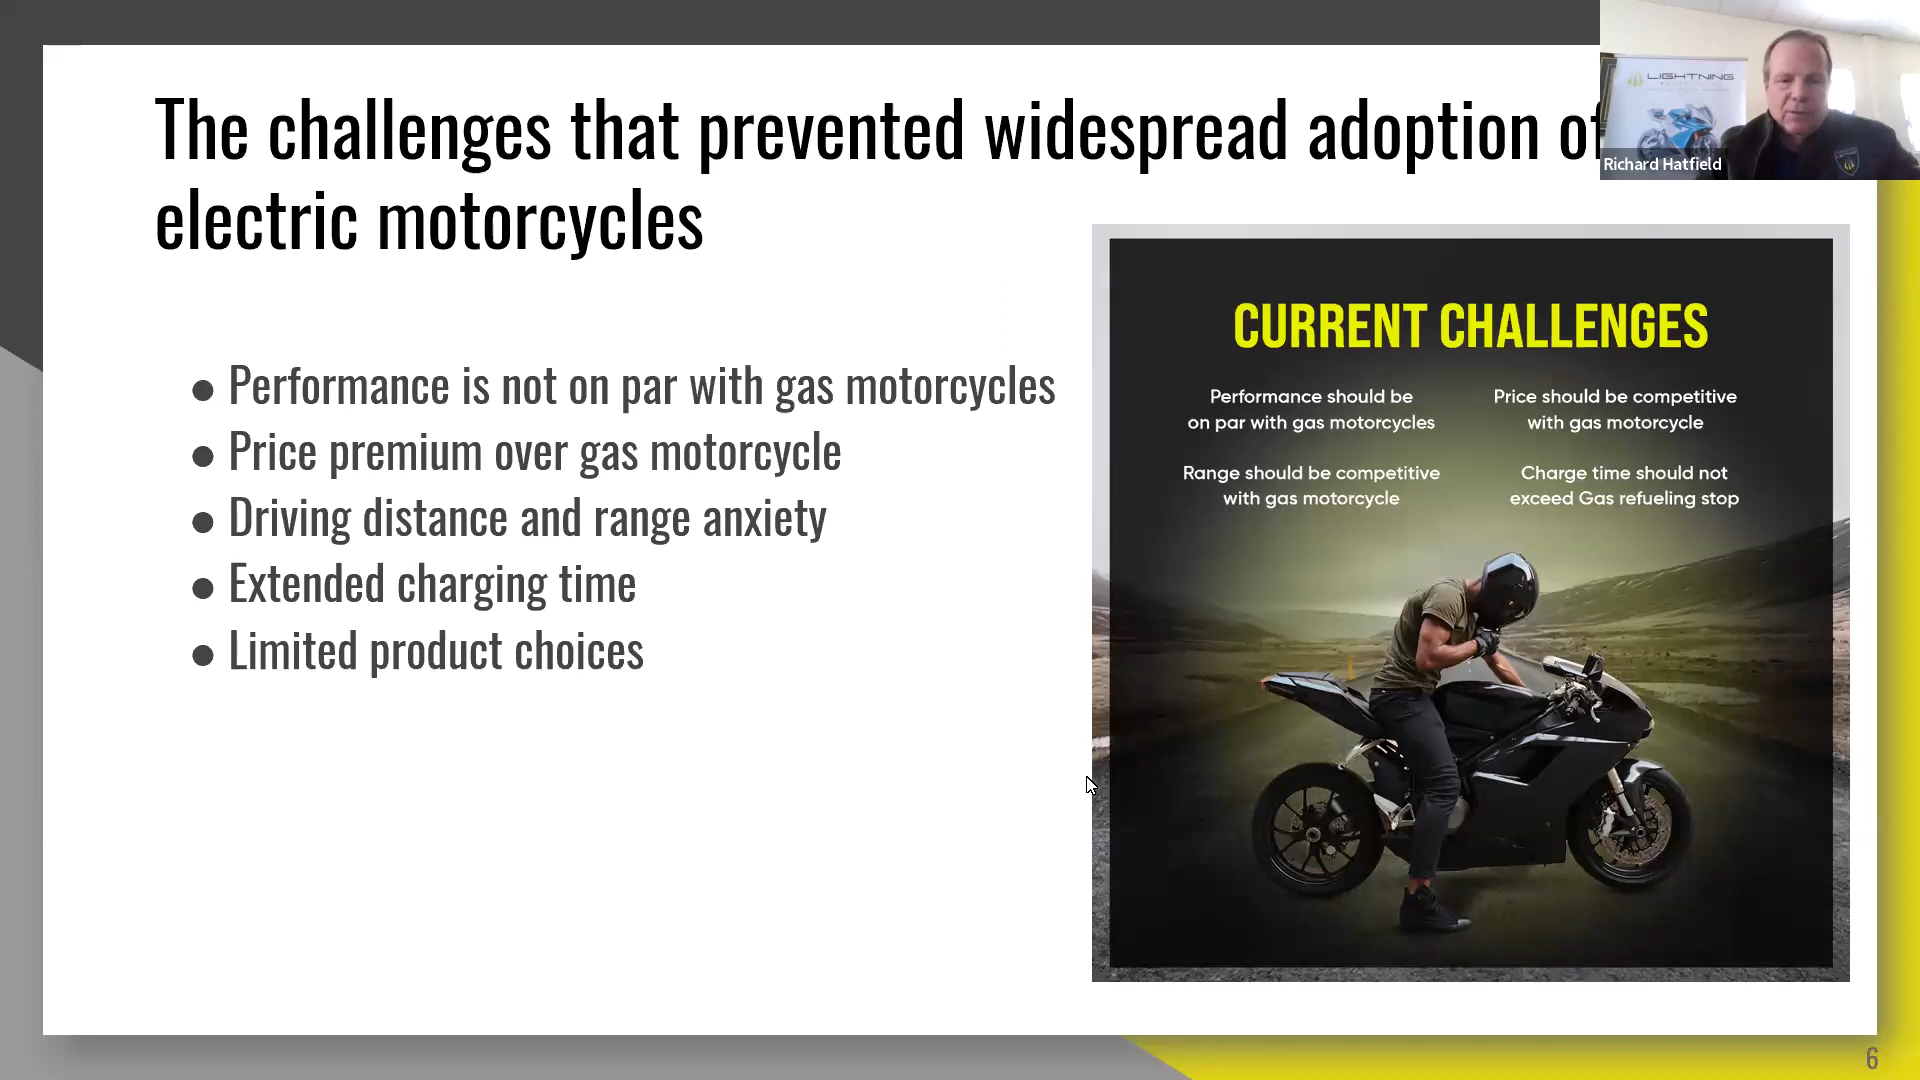 The challenges that prevented widespread adoption of
electric motorcycles
LIGHTNING
Richard Hatfield
● Performance is not on par with gas motorcycles
● Price premium over gas motorcycle
● Driving distance and range anxiety
● Extended charging time
● Limited product choices
CURRENT CHALLENGES
Performance should be
on par with gas motorcycles
Price should be competitive
with gas motorcycle
Range should be competitive
with gas motorcycle
Charge time should not
exceed Gas refueling stop
6